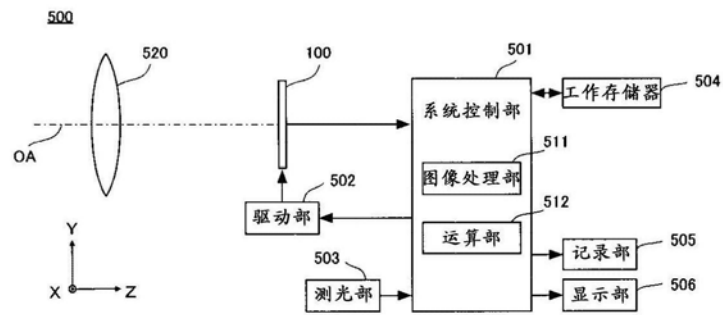 500
520
100
501
系统控制部
工作存储器
504
OA
511
图像处理部
502
驱动部
512
运算部
Y
X
Z
503
测光部
记录部
505
显示部
506